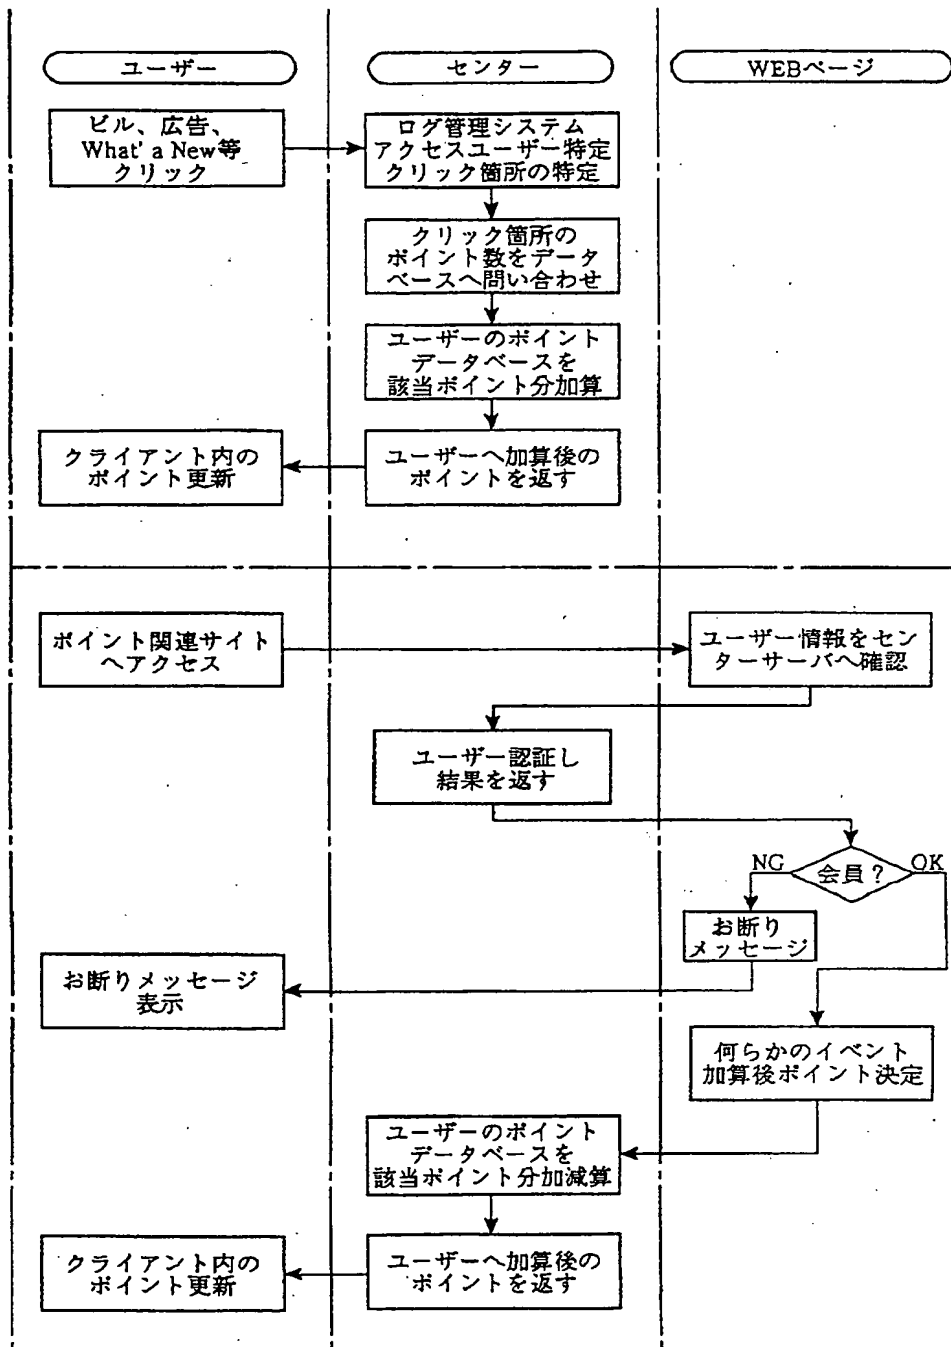 ユーザー
センター
WEBページ
ビル、広告、
What' a New等
クリック
ログ管理システム
アクセスユーザー特定
クリック箇所の特定
クリック箇所の
ポイント数をデータ
ベースへ問い合わせ
ユーザーのポイント
データベースを
該当ポイント分加算
クライアント内の
ポイント更新
ユーザーへ加算後の
ポイントを返す
ポイント関連サイト
へアクセス
ユーザー情報をセン
ターサーバへ確認
ユーザー認証し
結果を返す
NG
会員?
OK
お断り
メッセージ
お断りメッセージ
表示
何らかのイベント
加算後ポイント決定
ユーザーのポイント
データベースを
該当ポイント分加減算
クライアント内の
ポイント更新
ユーザーへ加算後の
ポイントを返す